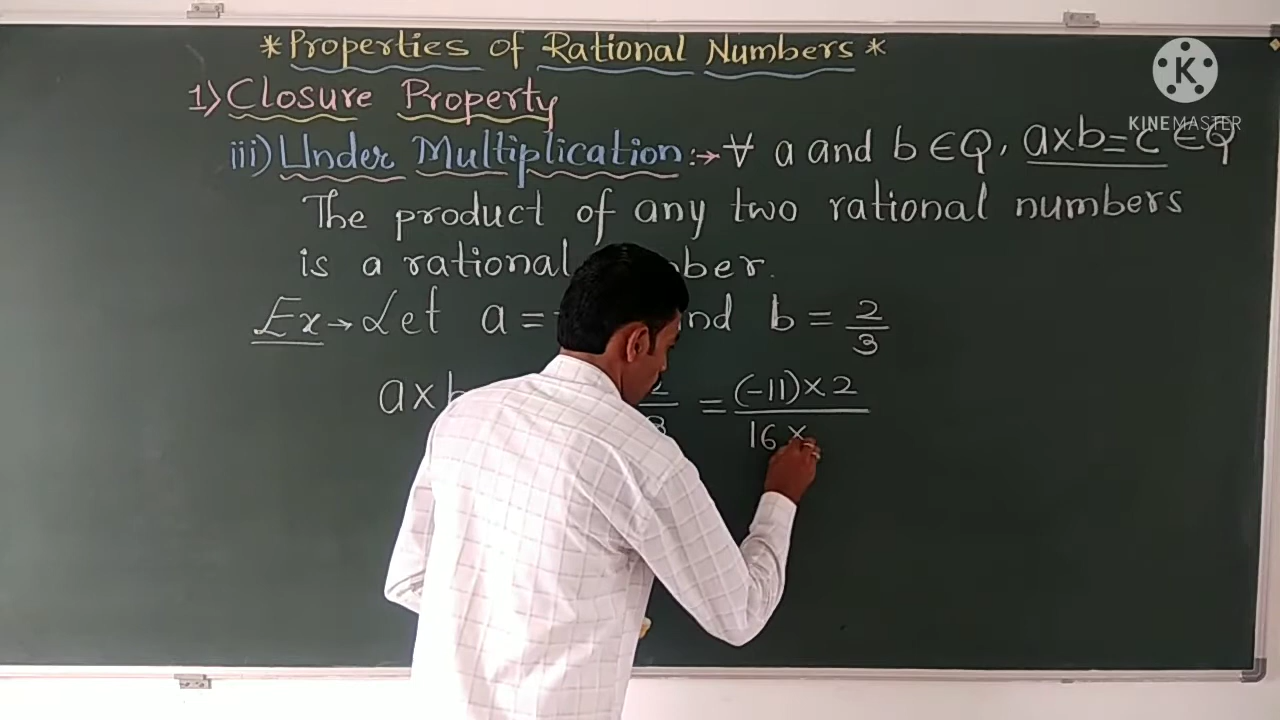 *Properties of Rational Numbers*
K
KINEMASTER
1) Closure Property
iii) Under Multiplication :→ ∀ a and b ∈ Q, a×b=c ∈ Q
The product of any two rational numbers
is a rational
Ex→ Let a = b = 2/3
a× = (-11)×2/16×